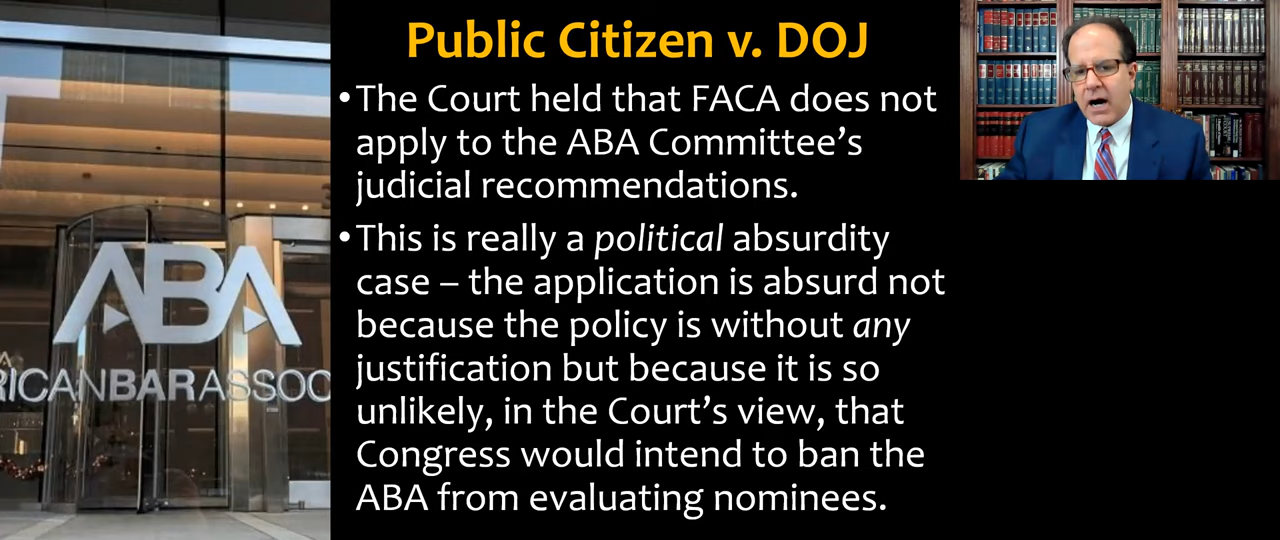 Public Citizen v. DOJ
•The Court held that FACA does not
apply to the ABA Committee’s
judicial recommendations.
•This is really a political absurdity
case – the application is absurd not
because the policy is without any
justification but because it is so
unlikely, in the Court’s view, that
Congress would intend to ban the
ABA from evaluating nominees.
ABA
RICANBARASSOC